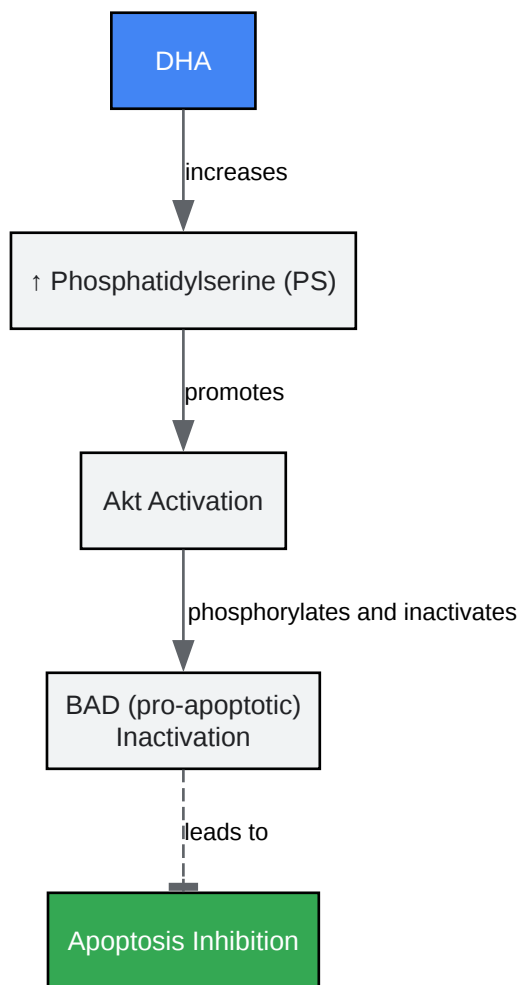 DHA
increases
↑ Phosphatidylserine (PS)
promotes
Akt Activation
phosphorylates and inactivates
BAD (pro-apoptotic)
Inactivation
leads to
Apoptosis Inhibition